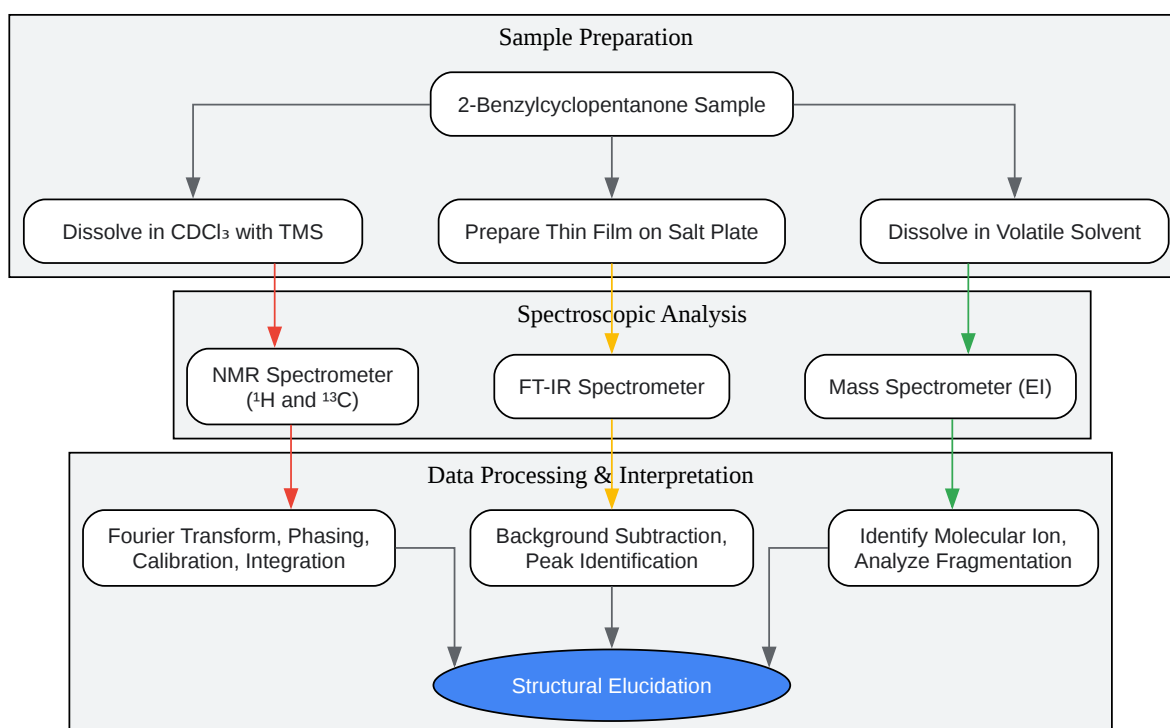 Sample Preparation
2-Benzylcyclopentanone Sample
Dissolve in CDCl₃ with TMS
Prepare Thin Film on Salt Plate
Dissolve in Volatile Solvent
Spectroscopic Analysis
NMR Spectrometer
(¹H and ¹³C)
FT-IR Spectrometer
Mass Spectrometer (EI)
Data Processing & Interpretation
Fourier Transform, Phasing,
Calibration, Integration
Background Subtraction,
Peak Identification
Identify Molecular Ion,
Analyze Fragmentation
Structural Elucidation